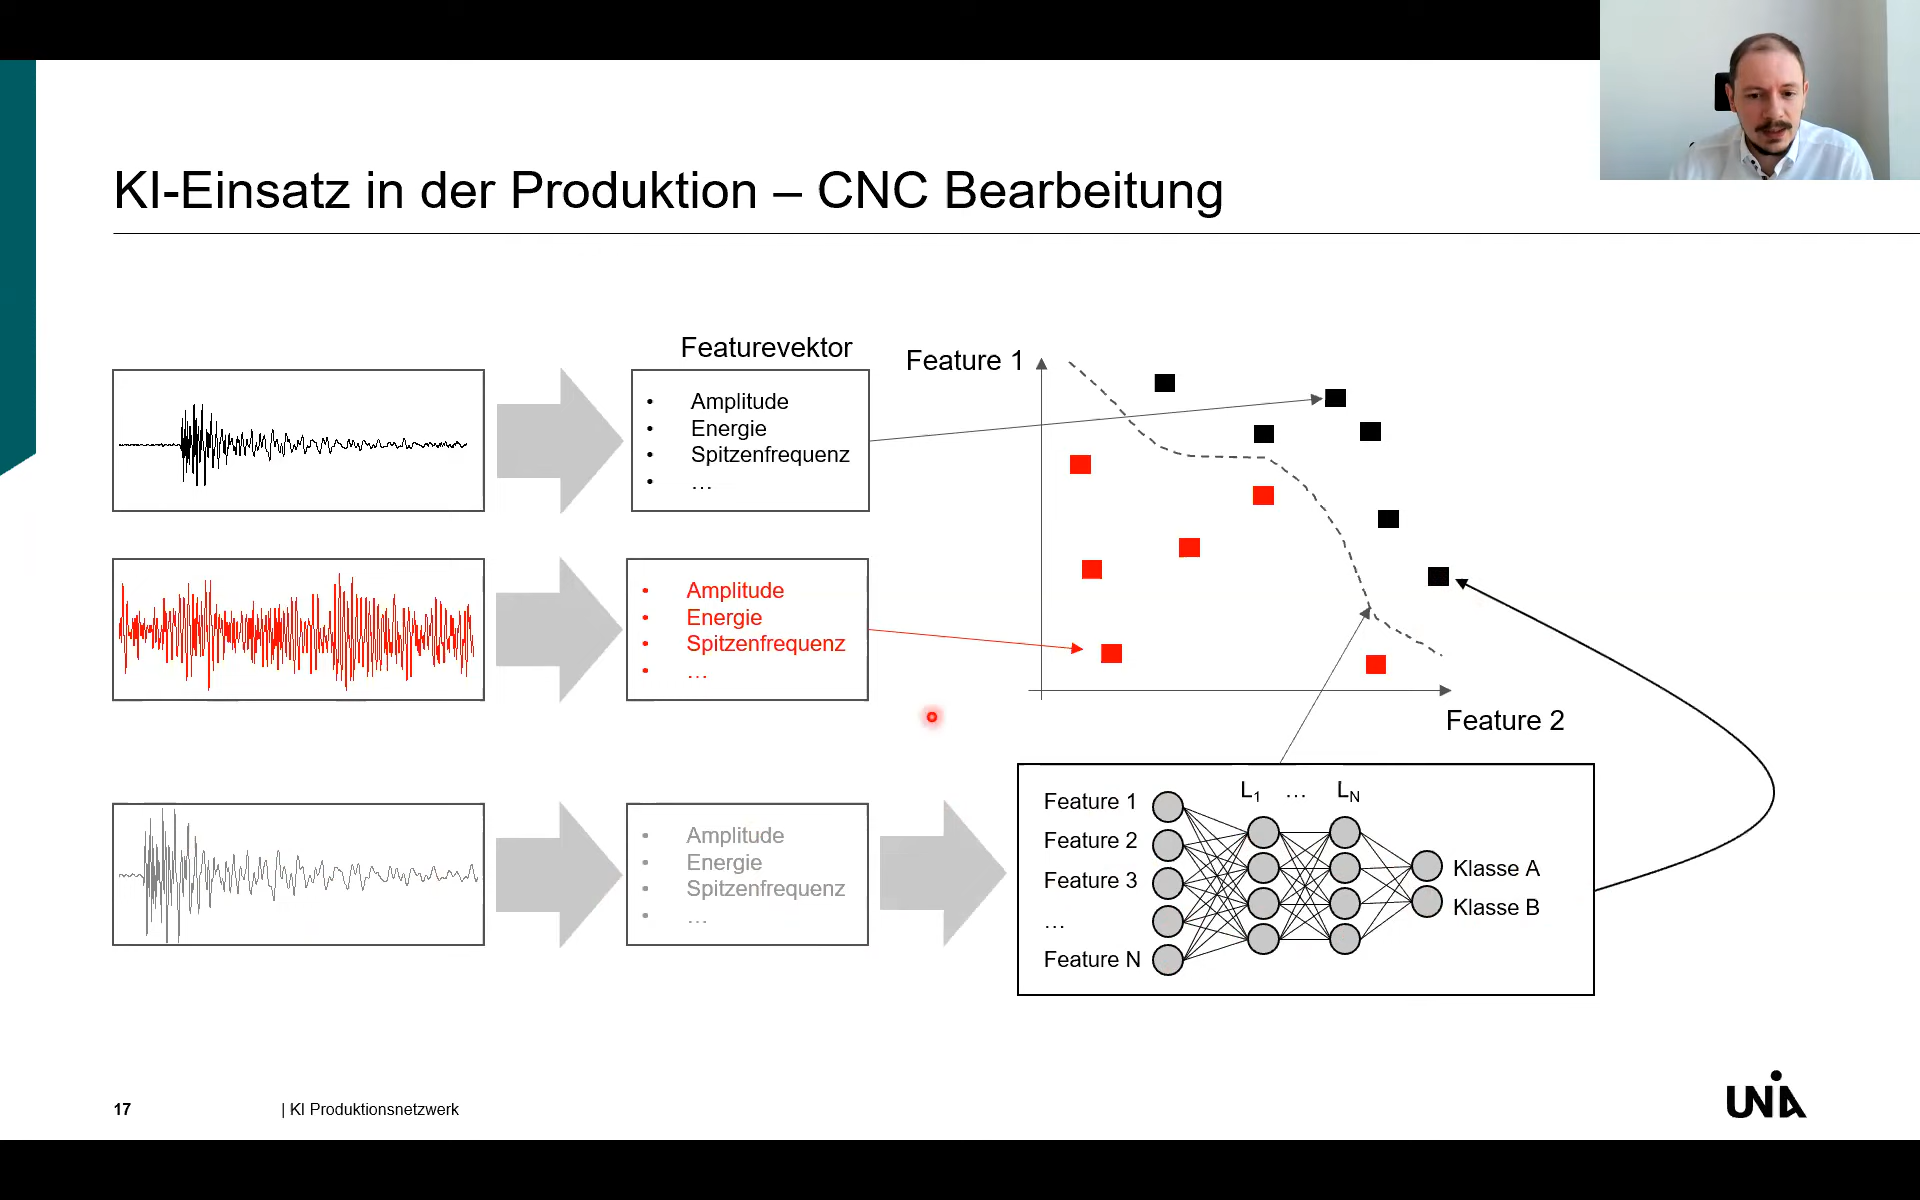 KI-Einsatz in der Produktion – CNC Bearbeitung
Featurevektor
• Amplitude
• Energie
• Spitzenfrequenz
• …
• Amplitude
• Energie
• Spitzenfrequenz
• …
• Amplitude
• Energie
• Spitzenfrequenz
• …
Feature 1
Feature 2
L1 … LN
Feature 1
Feature 2
Feature 3
…
Feature N
Klasse A
Klasse B
17 | KI Produktionsnetzwerk
UNIA